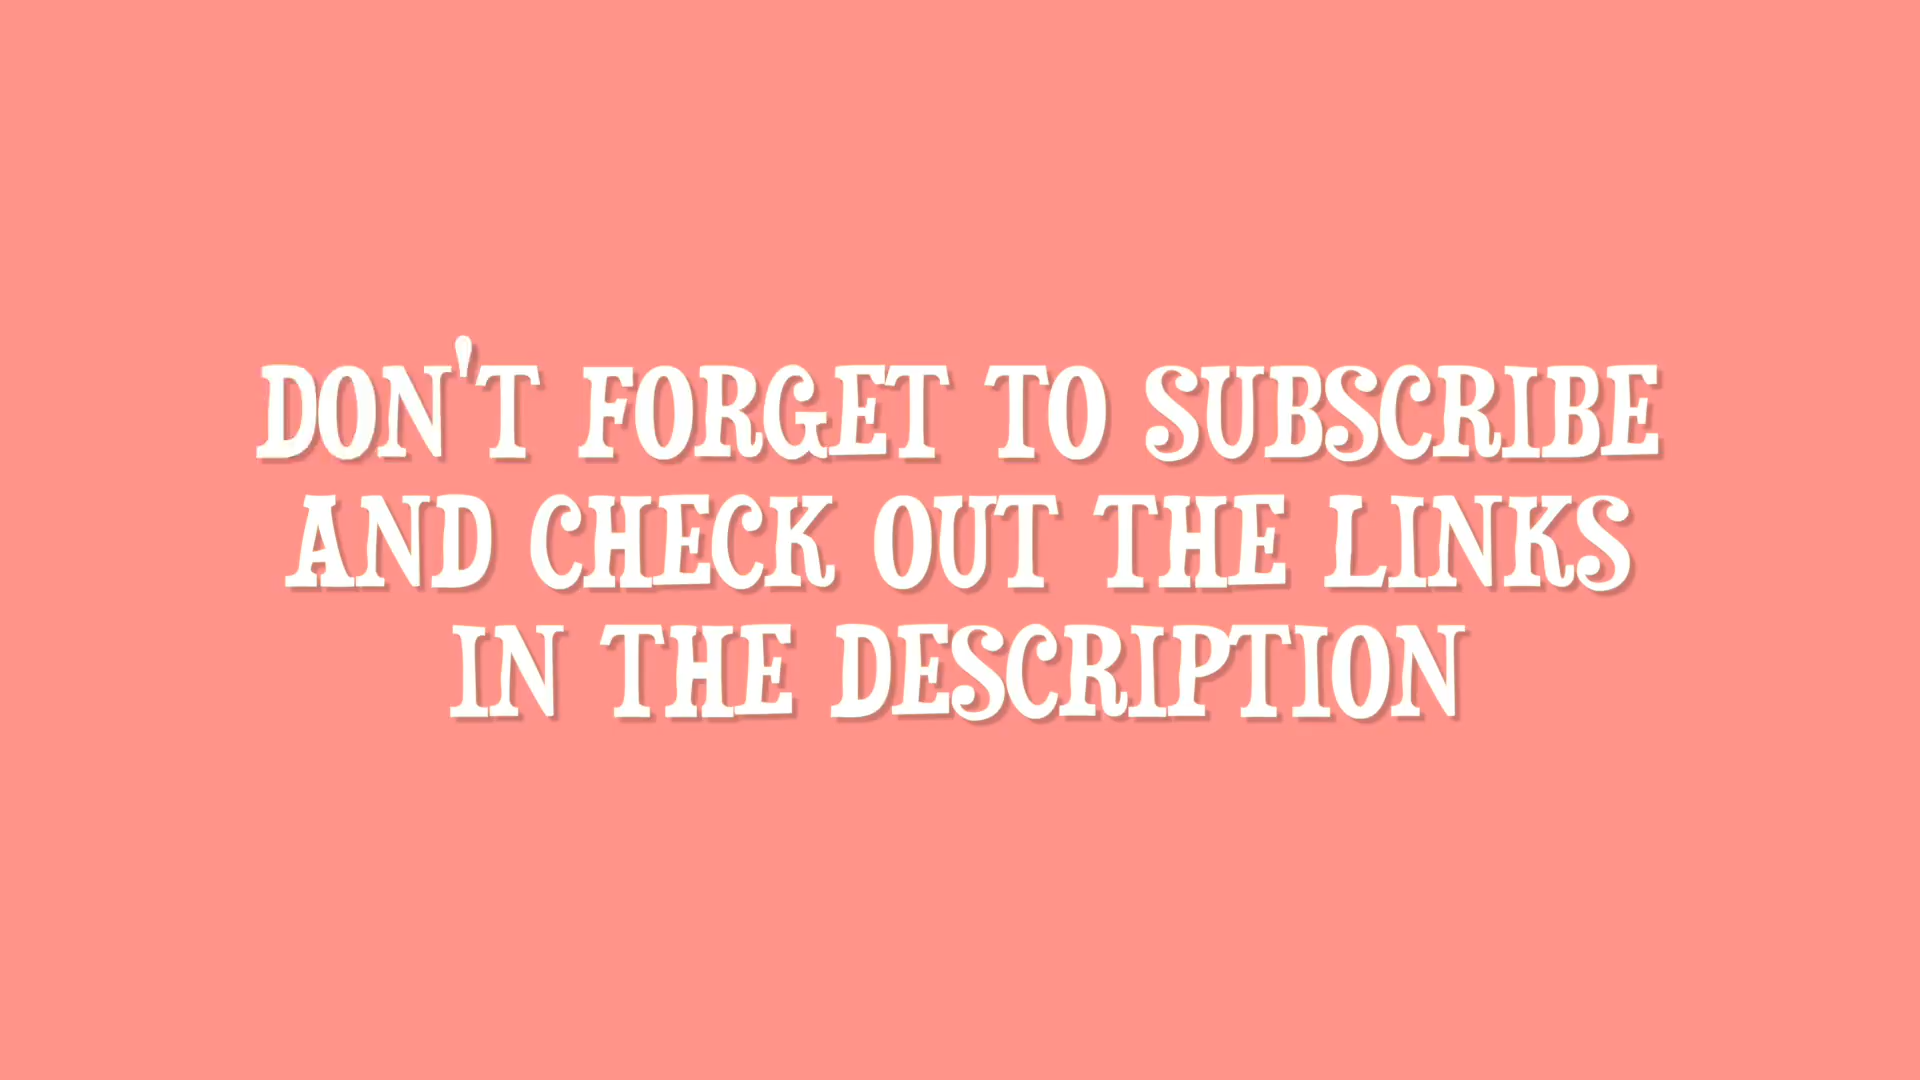 DON'T FORGET TO SUBSCRIBE
AND CHECK OUT THE LINKS
IN THE DESCRIPTION